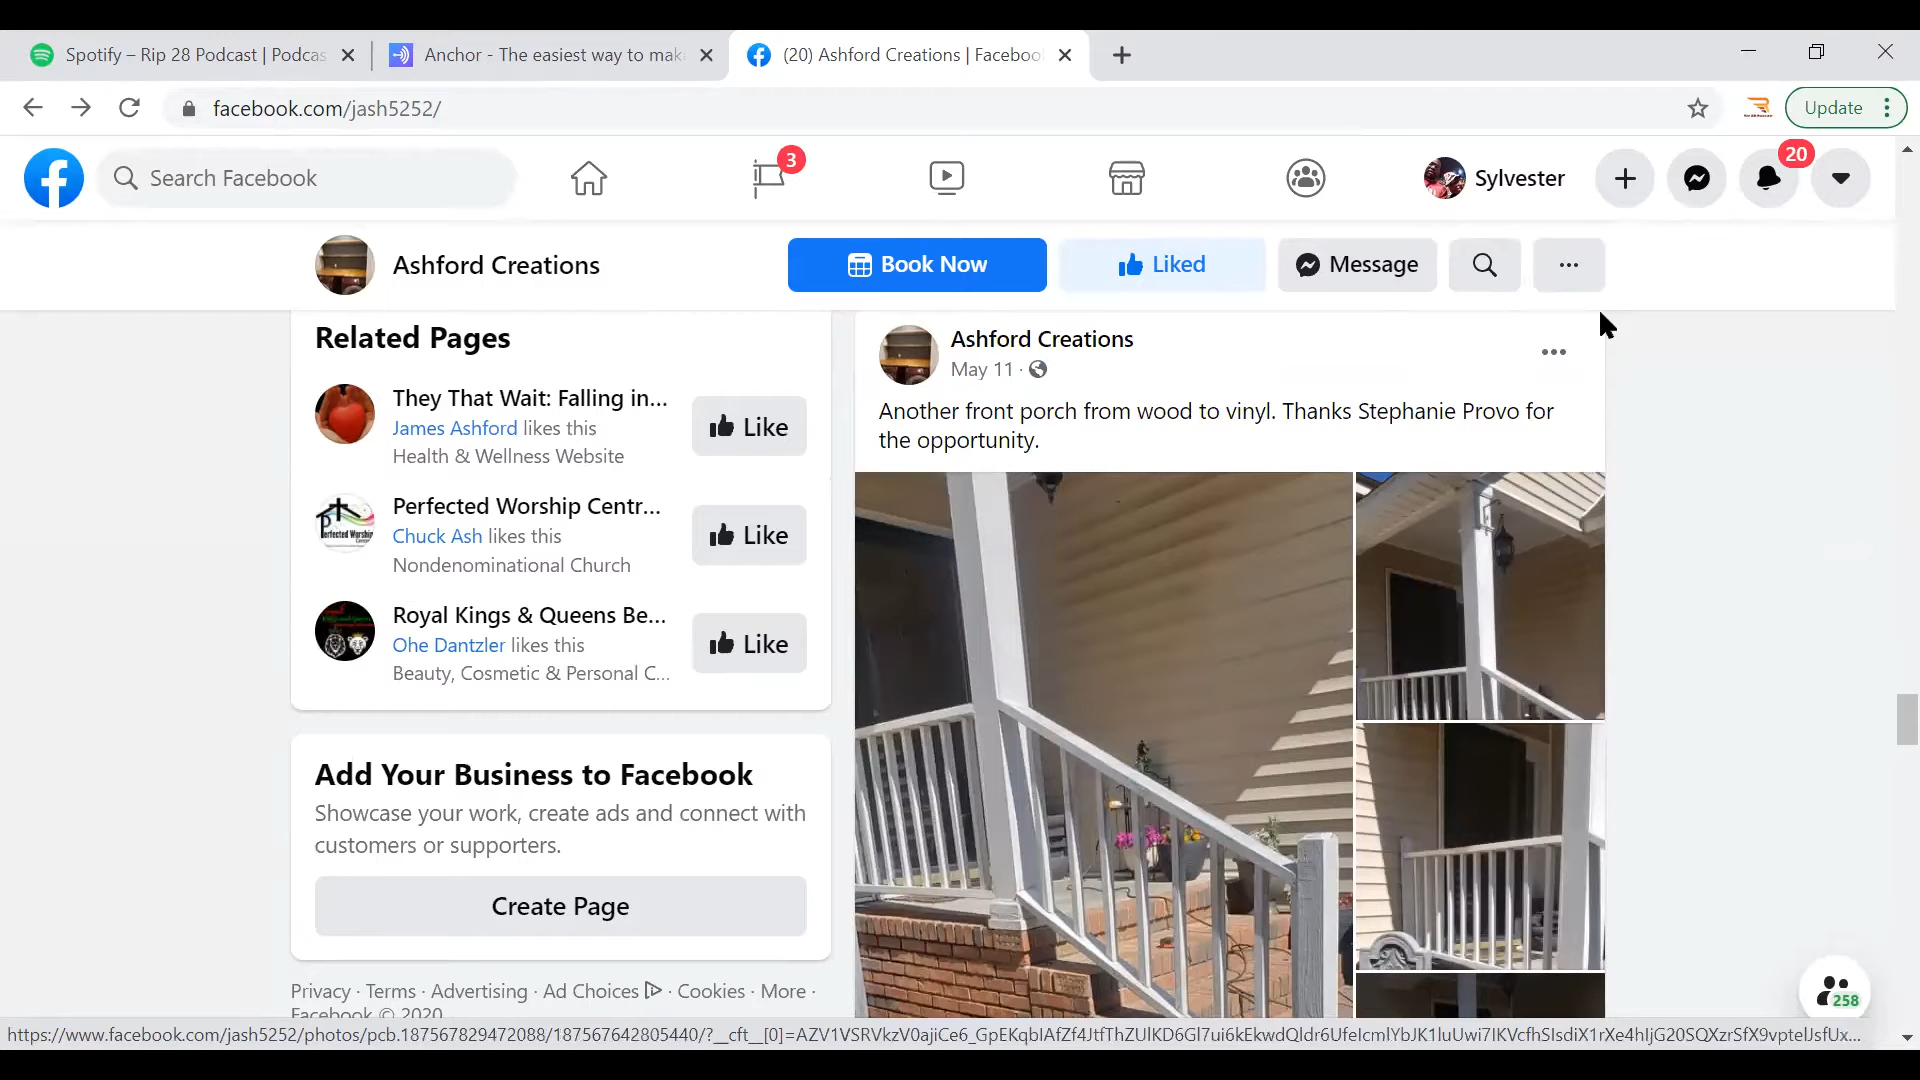 Spotify – Rip 28 Podcast | Podcas
Anchor - The easiest way to mak
(20) Ashford Creations | Facebook
facebook.com/jash5252/
Update
Search Facebook
3
Sylvester
20
Ashford Creations
Book Now
Liked
Message
Related Pages
They That Wait: Falling in...
James Ashford likes this
Health & Wellness Website
Like
Perfected Worship Centr...
Chuck Ash likes this
Nondenominational Church
Like
Royal Kings & Queens Be...
Ohe Dantzler likes this
Beauty, Cosmetic & Personal C...
Like
Add Your Business to Facebook
Showcase your work, create ads and connect with
customers or supporters.
Create Page
Privacy · Terms · Advertising · Ad Choices · Cookies · More ·
Facebook © 2020
Ashford Creations
May 11 ·
Another front porch from wood to vinyl. Thanks Stephanie Provo for
the opportunity.
258